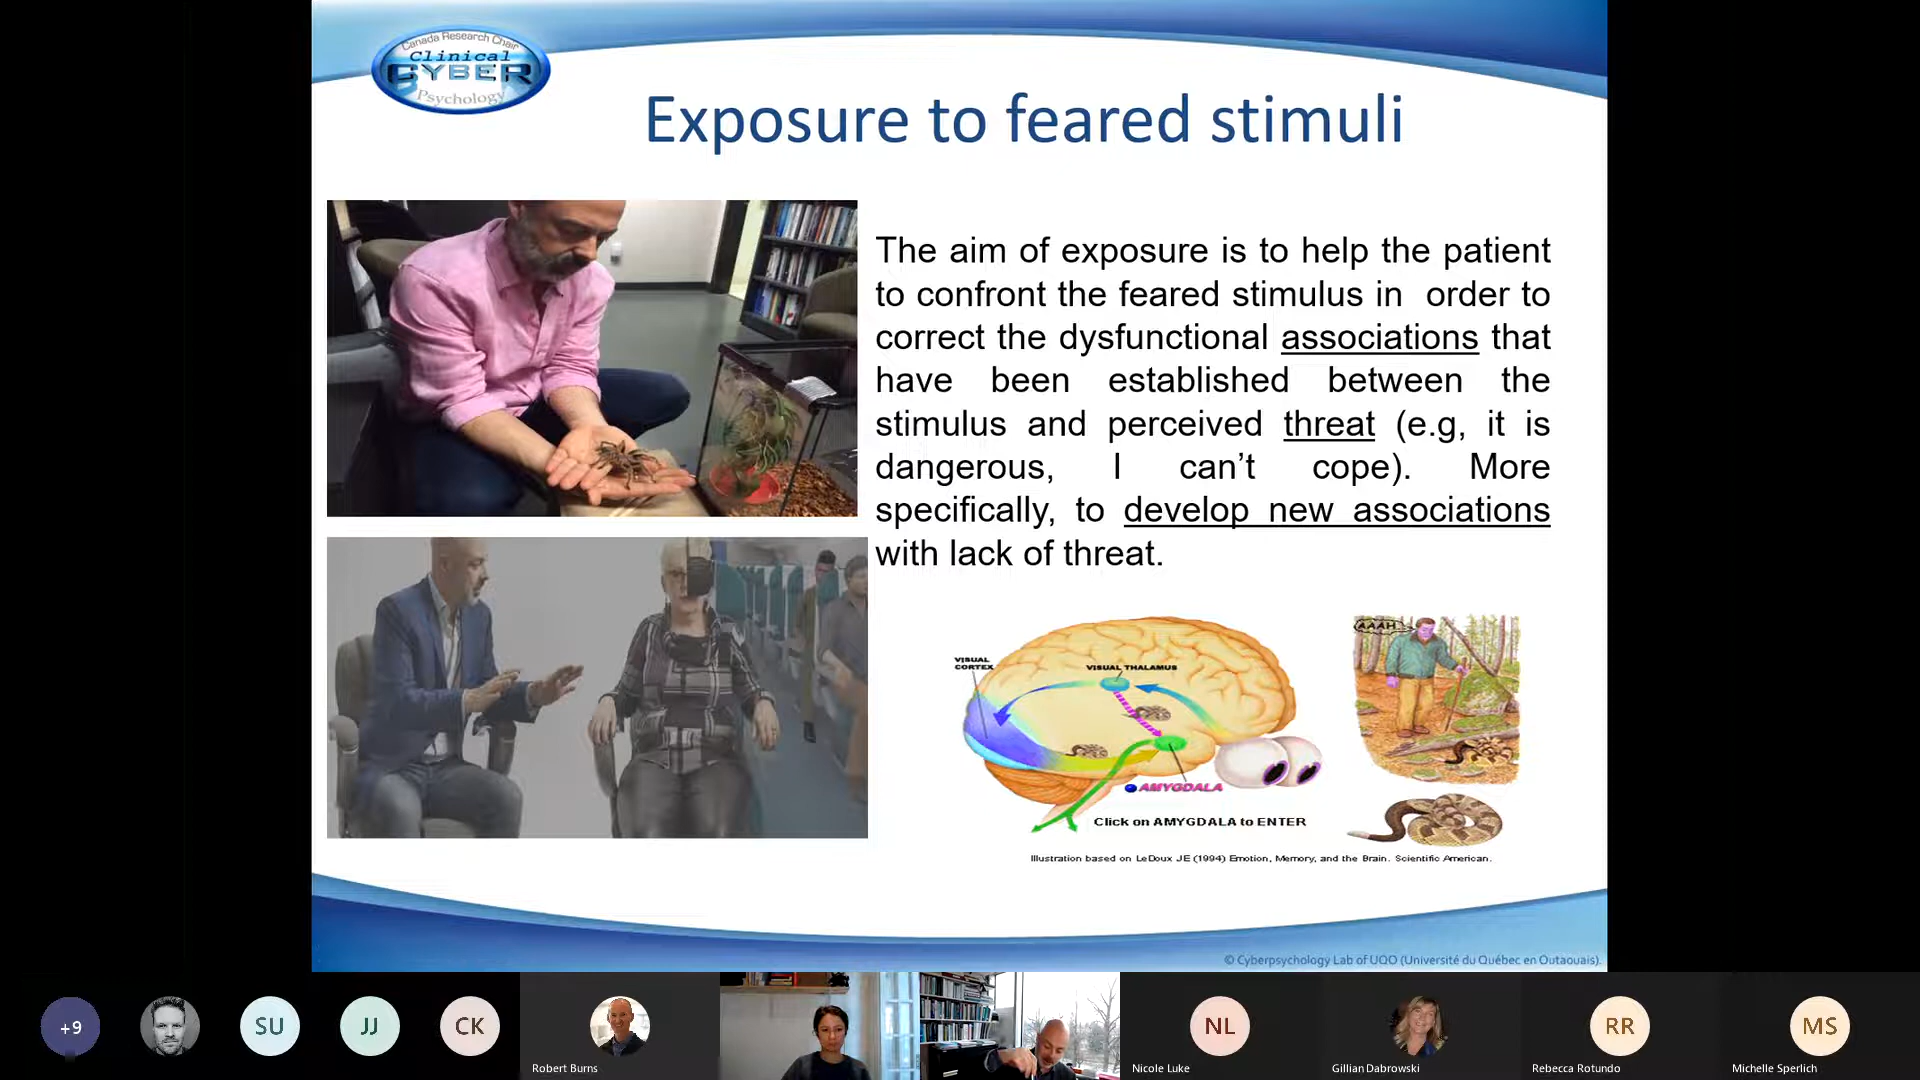 Canada Research Chair
Clinical
CYBER
Psychology
Exposure to feared stimuli
The aim of exposure is to help the patient
to confront the feared stimulus in order to
correct the dysfunctional associations that
have been established between the
stimulus and perceived threat (e.g, it is
dangerous, I can’t cope). More
specifically, to develop new associations
with lack of threat.
VISUAL
CORTEX
VISUAL THALAMUS
AMYGDALA
Click on AMYGDALA to ENTER
AAAH
Illustration based on LeDoux JE (1994) Emotion, Memory, and the Brain. Scientific American.
© Cyberpsychology Lab of UQO (Université du Québec en Outaouais).
+9
SU
JJ
CK
Robert Burns
NL
Nicole Luke
Gillian Dabrowski
RR
Rebecca Rotundo
MS
Michelle Sperlich